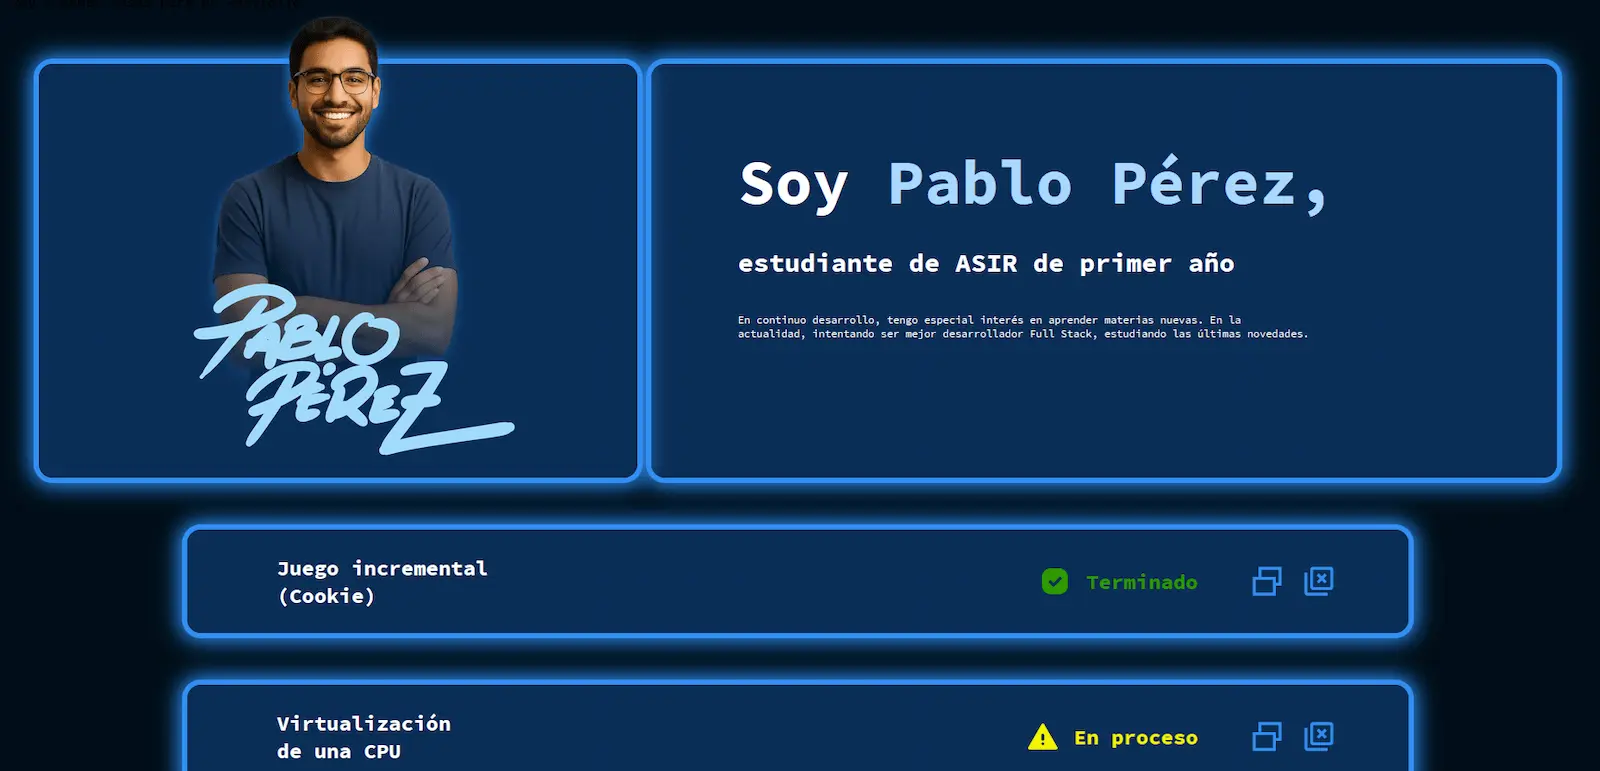 PABLO
PÉREZ
Soy Pablo Pérez,
estudiante de ASIR de primer año
En continuo desarrollo, tengo especial interés en aprender materias nuevas. En la
actualidad, intentando ser mejor desarrollador Full Stack, estudiando las últimas novedades.
Juego incremental
(Cookie)
Terminado
Virtualización
de una CPU
En proceso